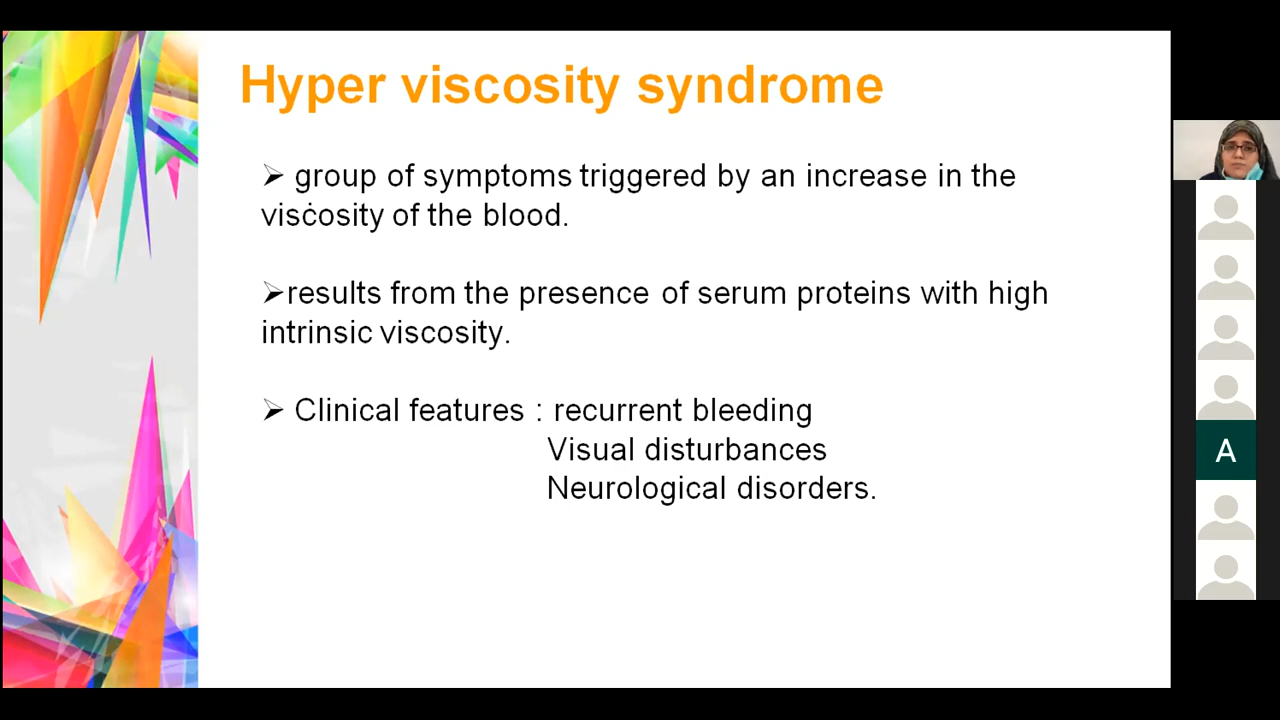 Hyper viscosity syndrome
➢ group of symptoms triggered by an increase in the
viscosity of the blood.
➢results from the presence of serum proteins with high
intrinsic viscosity.
➢ Clinical features : recurrent bleeding
Visual disturbances
Neurological disorders.
A